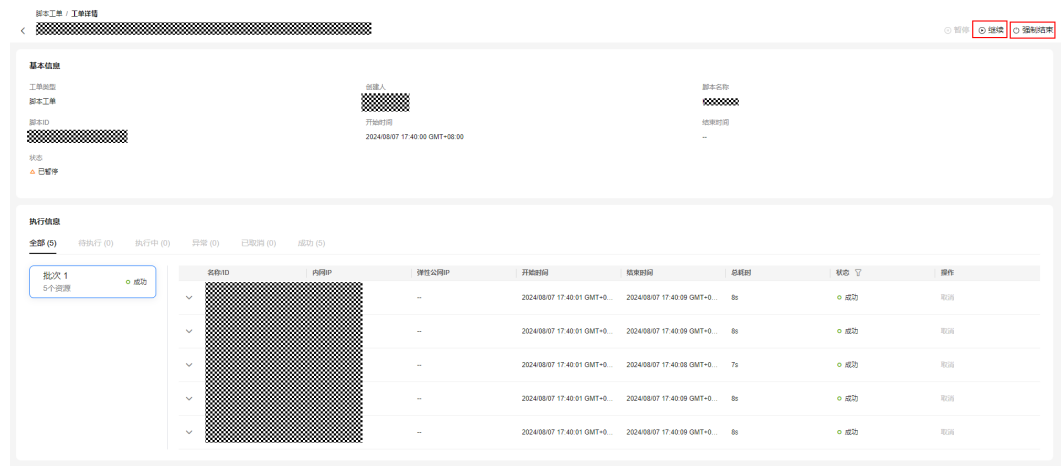 脚本工单 / 工单详情
暂停 继续 强制结束
基本信息
工单类型 创建人 脚本名称
脚本工单
脚本ID 开始时间 结束时间
2024/08/07 17:40:00 GMT+08:00 --
状态
已暂停
执行信息
全部 (5) 待执行 (0) 执行中 (0) 异常 (0) 已取消 (0) 成功 (5)
批次 1 成功
5个资源
名称/ID 内网IP 弹性公网IP 开始时间 结束时间 总耗时 状态 操作
-- 2024/08/07 17:40:01 GMT+0... 2024/08/07 17:40:09 GMT+0... 8s 成功 取消
-- 2024/08/07 17:40:01 GMT+0... 2024/08/07 17:40:09 GMT+0... 8s 成功 取消
-- 2024/08/07 17:40:01 GMT+0... 2024/08/07 17:40:08 GMT+0... 7s 成功 取消
-- 2024/08/07 17:40:01 GMT+0... 2024/08/07 17:40:09 GMT+0... 8s 成功 取消
-- 2024/08/07 17:40:01 GMT+0... 2024/08/07 17:40:09 GMT+0... 8s 成功 取消